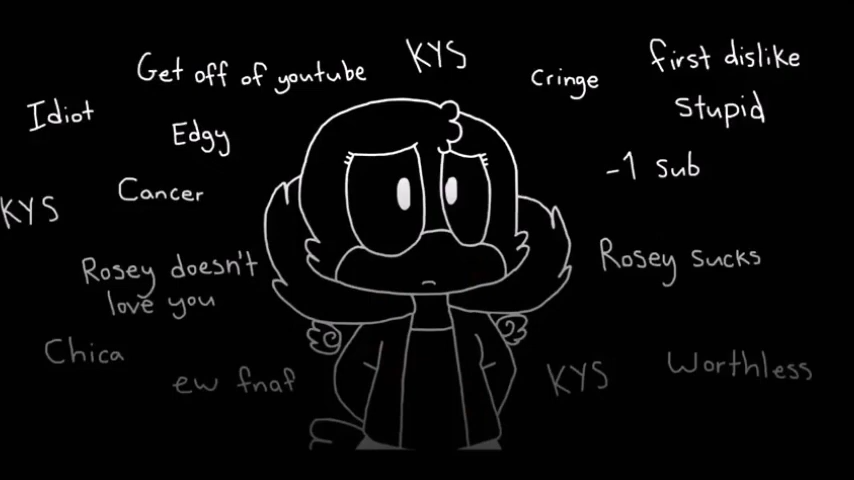 Get off of youtube
KYS
cringe
first dislike
Idiot
Edgy
Stupid
KYS
Cancer
-1 sub
Rosey doesn't
love you
Rosey sucks
Chica
ew fnaf
KYS
Worthless